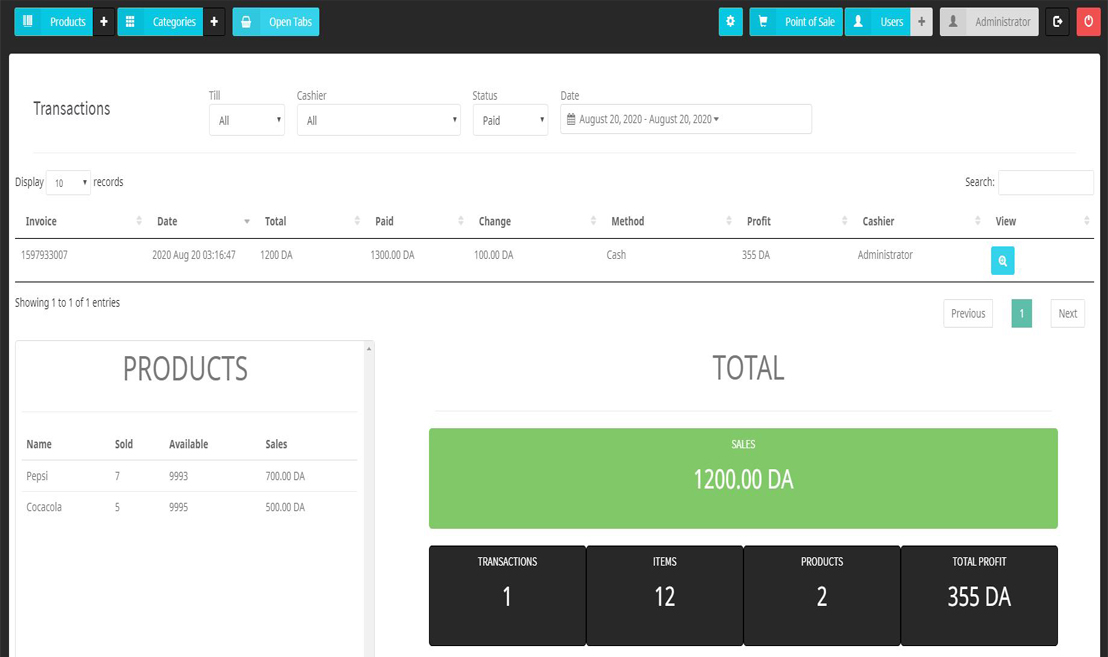 Products + Categories + Open Tabs Point of Sale Users + Administrator
Till Cashier Status Date
Transactions
All All Paid August 20, 2020 - August 20, 2020
Display 10 records Search:
Invoice Date Total Paid Change Method Profit Cashier View
1597933007 2020 Aug 20 03:16:47 1200 DA 1300.00 DA 100.00 DA Cash 355 DA Administrator
Showing 1 to 1 of 1 entries
Previous 1 Next
PRODUCTS
Name Sold Available Sales
Pepsi 7 9993 700.00 DA
Cocacola 5 9995 500.00 DA
TOTAL
SALES
1200.00 DA
TRANSACTIONS ITEMS PRODUCTS TOTAL PROFIT
1 12 2 355 DA